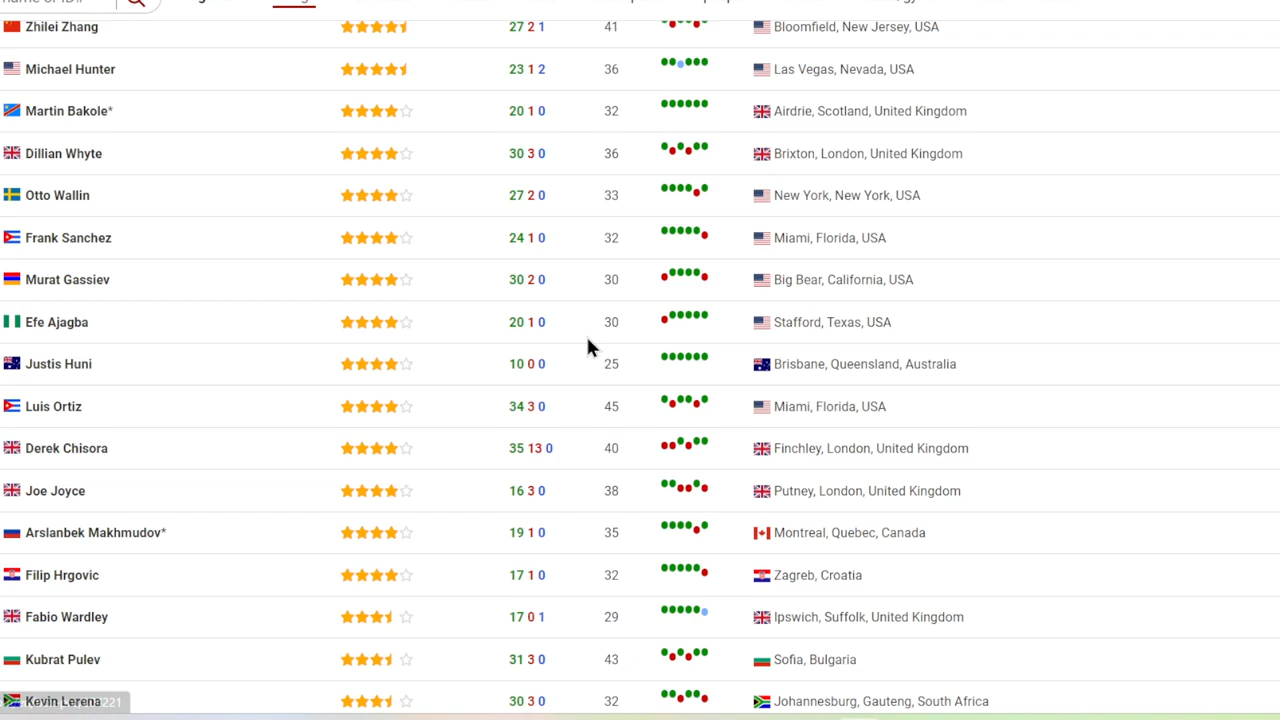 Zhilei Zhang 27 2 1 41 Bloomfield, New Jersey, USA
Michael Hunter 23 1 2 36 Las Vegas, Nevada, USA
Martin Bakole* 20 1 0 32 Airdrie, Scotland, United Kingdom
Dillian Whyte 30 3 0 36 Brixton, London, United Kingdom
Otto Wallin 27 2 0 33 New York, New York, USA
Frank Sanchez 24 1 0 32 Miami, Florida, USA
Murat Gassiev 30 2 0 30 Big Bear, California, USA
Efe Ajagba 20 1 0 30 Stafford, Texas, USA
Justis Huni 10 0 0 25 Brisbane, Queensland, Australia
Luis Ortiz 34 3 0 45 Miami, Florida, USA
Derek Chisora 35 13 0 40 Finchley, London, United Kingdom
Joe Joyce 16 3 0 38 Putney, London, United Kingdom
Arslanbek Makhmudov* 19 1 0 35 Montreal, Quebec, Canada
Filip Hrgovic 17 1 0 32 Zagreb, Croatia
Fabio Wardley 17 0 1 29 Ipswich, Suffolk, United Kingdom
Kubrat Pulev 31 3 0 43 Sofia, Bulgaria
Kevin Lerena 30 3 0 32 Johannesburg, Gauteng, South Africa